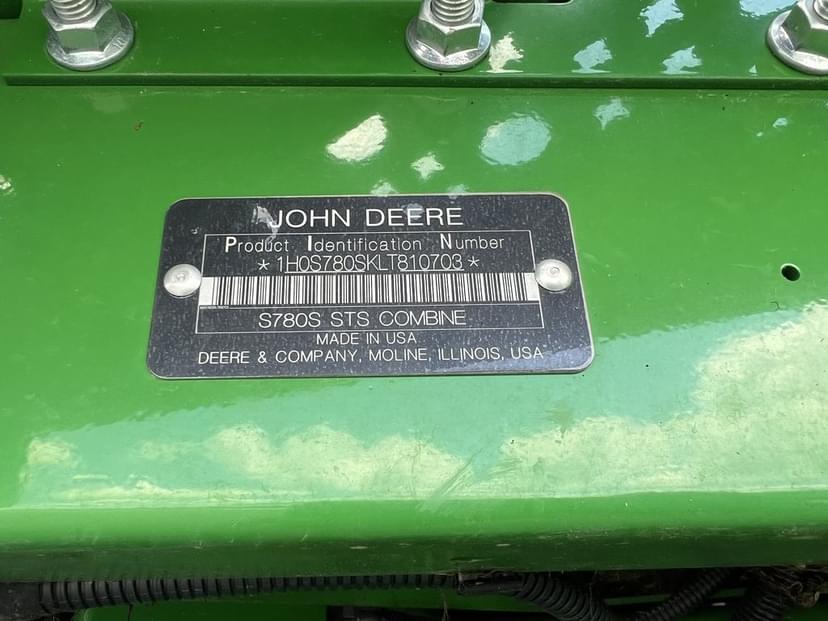 JOHN DEERE
Product Identification Number
* 1H0S780SKLT810703 *
S780S STS COMBINE
MADE IN USA
DEERE & COMPANY, MOLINE, ILLINOIS, USA